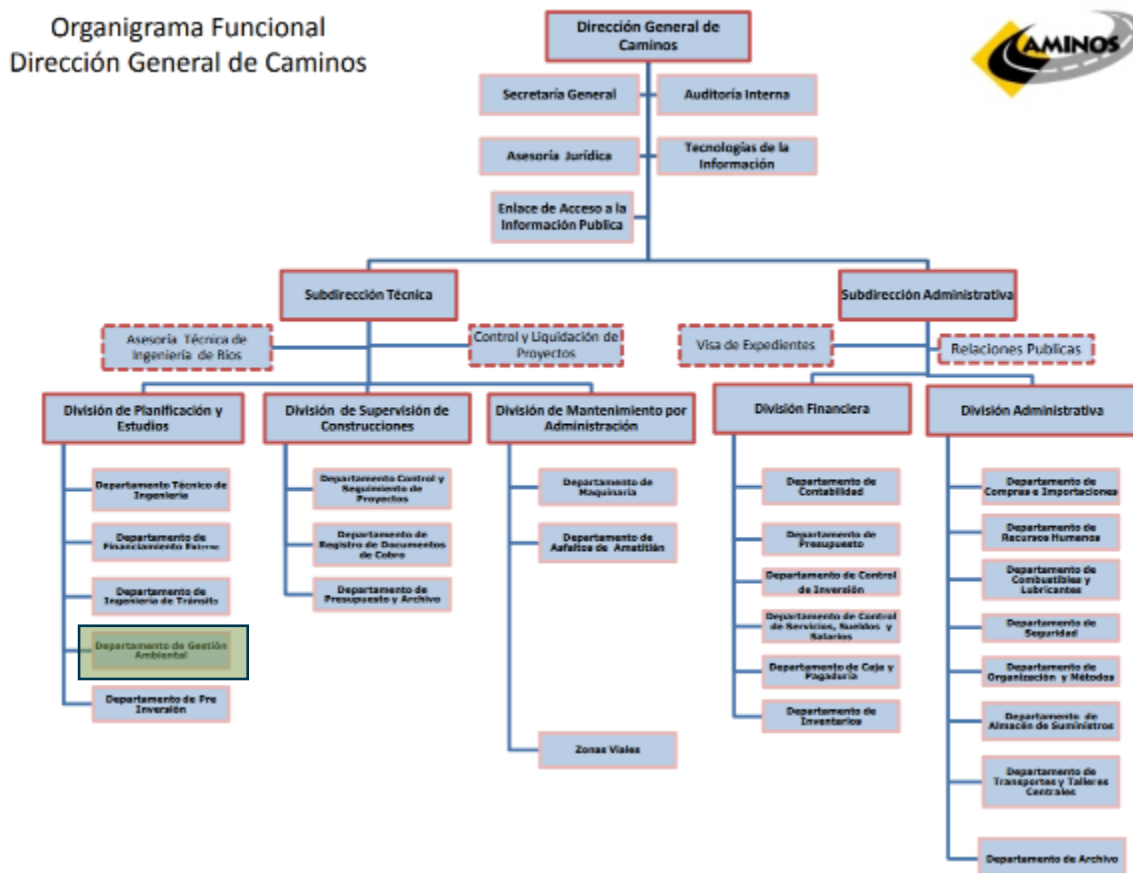 Organigrama Funcional
Dirección General de Caminos
CAMINOS
Dirección General de
Caminos
Secretaría General
Auditoría Interna
Asesoría Jurídica
Tecnologías de la
Información
Enlace de Acceso a la
Información Publica
Subdirección Técnica
Subdirección Administrativa
Asesoría Técnica de
Ingeniería de Ríos
Control y Liquidación de
Proyectos
Visa de Expedientes
Relaciones Publicas
División de Planificación y
Estudios
División de Supervisión de
Construcciones
División de Mantenimiento por
Administración
División Financiera
División Administrativa
Departamento Técnico de
Ingeniería
Departamento de
Financiamiento Externo
Departamento de
Ingeniería de Tránsito
Departamento de Gestión
Ambiental
Departamento de Pre
Inversión
Departamento Control y
Seguimiento de
Proyectos
Departamento de
Registro de Documentos
de Cobro
Departamento de
Presupuesto y Archivo
Departamento de
Maquinaria
Departamento de
Asfaltos de Amatitlán
Zonas Viales
Departamento de
Contabilidad
Departamento de
Presupuesto
Departamento de Control
de Inversión
Departamento de Control
de Servicios, Sueldos y
Salarios
Departamento de Caja y
Pagaduría
Departamento de
Inventarios
Departamento de
Compras e Importaciones
Departamento de
Recursos Humanos
Departamento de
Combustibles y
Lubricantes
Departamento de
Seguridad
Departamento de
Organización y Métodos
Departamento de
Almacén de Suministros
Departamento de
Transportes y Talleres
Centrales
Departamento de Archivo